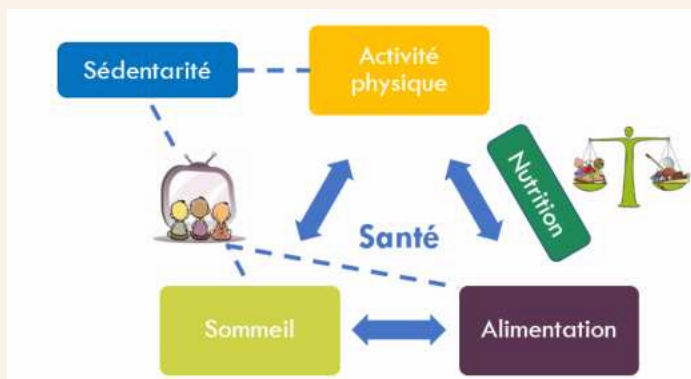 Sédentarité
Activité
physique
Nutrition
Santé
Sommeil
Alimentation